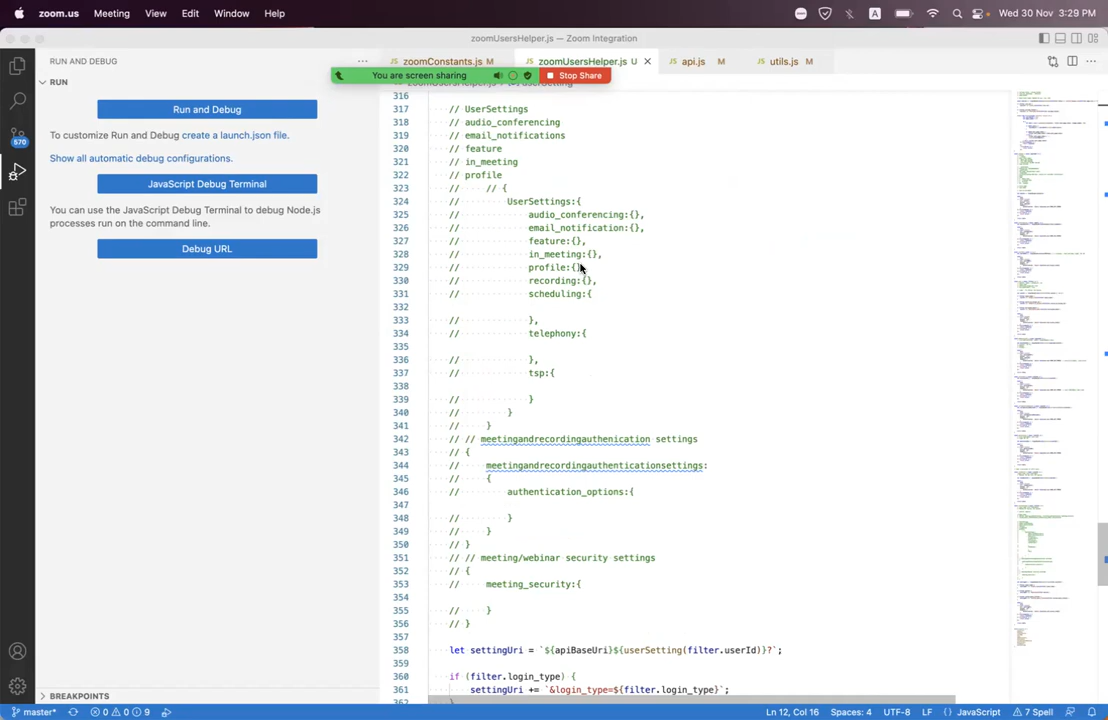 zoom.us Meeting View Edit Window Help A Wed 30 Nov 3:29 PM
zoomUsersHelper.js — Zoom Integration
RUN AND DEBUG ···
zoomConstants.js M zoomUsersHelper.js U api.js M utils.js M ···
You are screen sharing Stop Share
RUN
Run and Debug
To customize Run and Debug create a launch.json file.
Show all automatic debug configurations.
JavaScript Debug Terminal
You can use the JavaScript Debug Terminal to debug Node.js
processes run on the command line.
Debug URL
570
316
317 // UserSettings
318 // audio_conferencing
319 // email_notifications
320 // feature
321 // in_meeting
322 // profile
323 // // {
324 // UserSettings:{
325 // audio_conferencing:{},
326 // email_notification:{},
327 // feature:{},
328 // in_meeting:{},
329 // profile:{}
330 // recording:{},
331 // scheduling:{
332
333 // },
334 // telephony:{
335
336 // },
337 // tsp:{
338
339 // }
340 // }
341 // }
342 // // meetingandrecordingauthenication settings
343 // {
344 // meetingandrecordingauthenticationsettings:
345 // {
346 // authentication_options:{
347
348 // }
349 // }
350 // }
351 // // meeting/webinar security settings
352 // {
353 // meeting_security:{
354
355 // }
356 // }
357
358 let settingUri = `${apiBaseUri}${userSetting(filter.userId)}?`;
359
360 if (filter.login_type) {
361 settingUri += `&login_type=${filter.login_type}`;
362
BREAKPOINTS
master* 0 0 9 Ln 12, Col 16 Spaces: 4 UTF-8 LF { } JavaScript 7 Spell